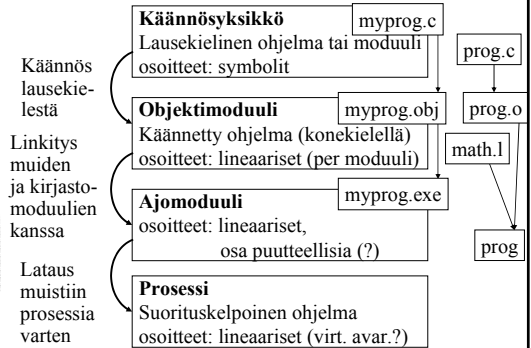 Käännösyksikkö
myprog.c
Lausekielinen ohjelma tai moduuli
osoitteet: symbolit
prog.c
Käännös
lausekie-
lestä
Objektimoduuli
myprog.obj
prog.o
Käännetty ohjelma (konekielellä)
osoitteet: lineaariset (per moduuli)
math.l
Linkitys
muiden
ja kirjasto-
moduulien
kanssa
Ajomoduuli
myprog.exe
osoitteet: lineaariset,
osa puutteellisia (?)
prog
Lataus
muistiin
prosessia
varten
Prosessi
Suorituskelpoinen ohjelma
osoitteet: lineaariset (virt. avar.?)